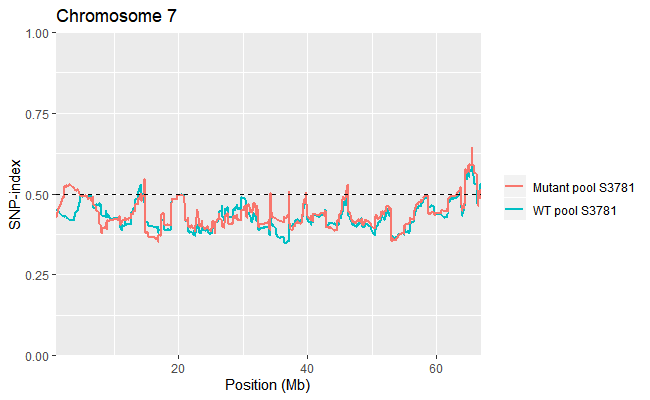 Chromosome 7
1.00
0.75
0.50
0.25
0.00
SNP-index
20
40
60
Position (Mb)
Mutant pool S3781
WT pool S3781